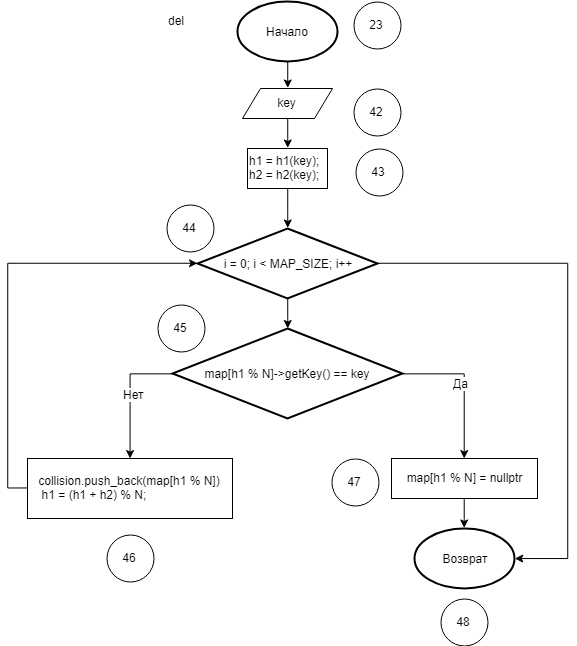 del
Начало
23
key
42
h1 = h1(key);
h2 = h2(key);
43
44
i = 0; i < MAP_SIZE; i++
45
map[h1 % N]->getKey() == key
Нет
Да
collision.push_back(map[h1 % N])
h1 = (h1 + h2) % N;
47
map[h1 % N] = nullptr
46
Возврат
48